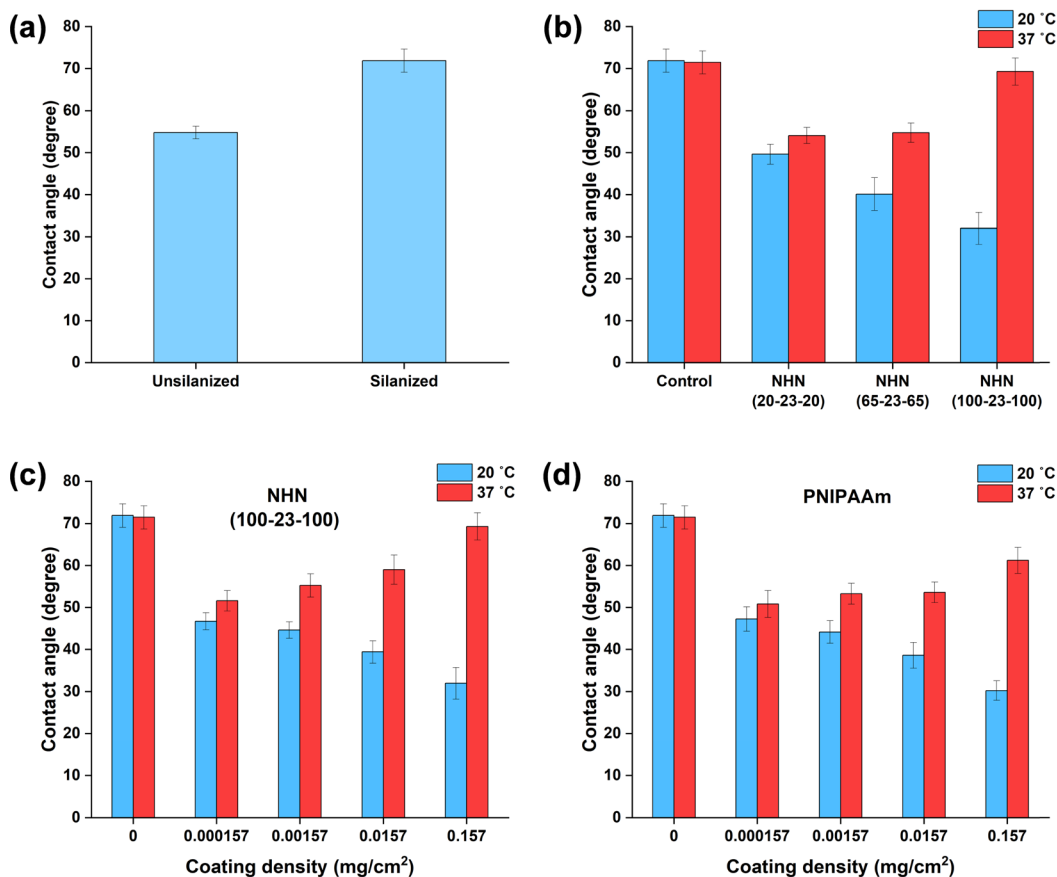 (a)
80
70
60
50
40
30
20
10
0
Contact angle (degree)
Unsilanized
Silanized
(b)
20 ˚C
37 ˚C
80
70
60
50
40
30
20
10
0
Contact angle (degree)
Control
NHN
(20-23-20)
NHN
(65-23-65)
NHN
(100-23-100)
(c)
NHN
(100-23-100)
20 ˚C
37 ˚C
80
70
60
50
40
30
20
10
0
Contact angle (degree)
0
0.000157
0.00157
0.0157
0.157
Coating density (mg/cm²)
(d)
PNIPAAm
20 ˚C
37 ˚C
80
70
60
50
40
30
20
10
0
Contact angle (degree)
0
0.000157
0.00157
0.0157
0.157
Coating density (mg/cm²)